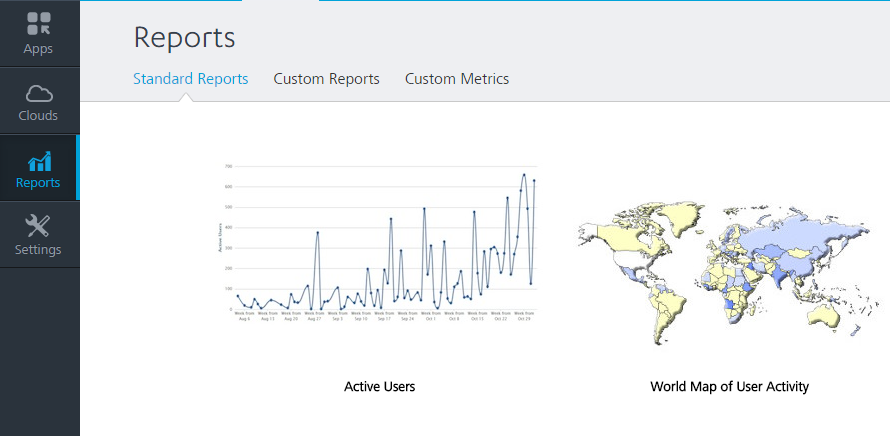 Apps
Clouds
Reports
Settings
Reports
Standard Reports Custom Reports Custom Metrics
Active Users
700
600
500
400
300
200
100
0
Week from Aug 6
Week from Aug 13
Week from Aug 20
Week from Aug 27
Week from Sep 3
Week from Sep 10
Week from Sep 17
Week from Sep 24
Week from Oct 1
Week from Oct 8
Week from Oct 15
Week from Oct 22
Week from Oct 29
Active Users
World Map of User Activity